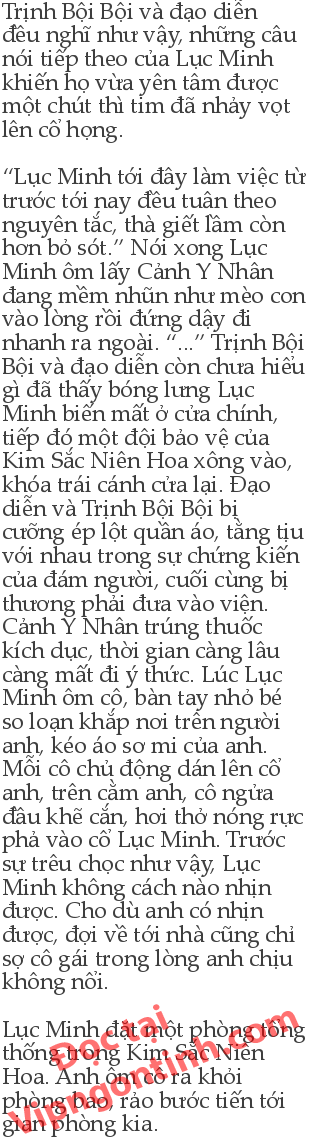 Trịnh Bội Bội và đạo diễn
đều nghĩ như vậy, những câu
nói tiếp theo của Lục Minh
khiến họ vừa yên tâm được
một chút thì tim đã nhảy vọt
lên cổ họng.

“Lục Minh tới đây làm việc từ
trước tới nay đều tuân theo
nguyên tắc, thà giết lầm còn
hơn bỏ sót.” Nói xong Lục
Minh ôm lấy Cảnh Y Nhân
đang mềm nhũn như mèo con
vào lòng rồi đứng dậy đi
nhanh ra ngoài. “...” Trịnh Bội
Bội và đạo diễn còn chưa hiểu
gì đã thấy bóng lưng Lục
Minh biến mất ở cửa chính,
tiếp đó một đội bảo vệ của
Kim Sắc Niên Hoa xông vào,
khóa trái cánh cửa lại. Đạo
diễn và Trịnh Bội Bội bị
cưỡng ép lột quần áo, tằng tịu
với nhau trong sự chứng kiến
của đám người, cuối cùng bị
thương phải đưa vào viện.
Cảnh Y Nhân trúng thuốc
kích dục, thời gian càng lâu
càng mất đi ý thức. Lúc Lục
Minh ôm cô, bàn tay nhỏ bé
sờ loạn khắp nơi trên người
anh, kéo áo sơ mi của anh.
Mỗi cô chủ động dán lên cổ
anh, trên cằm anh, cô ngửa
đầu khẽ cắn, hơi thở nóng rực
phả vào cổ Lục Minh. Trước
sự trêu chọc như vậy, Lục
Minh không cách nào nhịn
được. Cho dù anh có nhịn
được, đợi về tới nhà cũng chỉ
sợ cô gái trong lòng anh chịu
không nổi.

Lục Minh đặt một phòng tổng
thống trong Kim Sắc Niên
Hoa. Anh ôm cô ra khỏi
phòng bao, rảo bước tiến tới
gian phòng kia.
Đọc tại
Vipngontinh.com